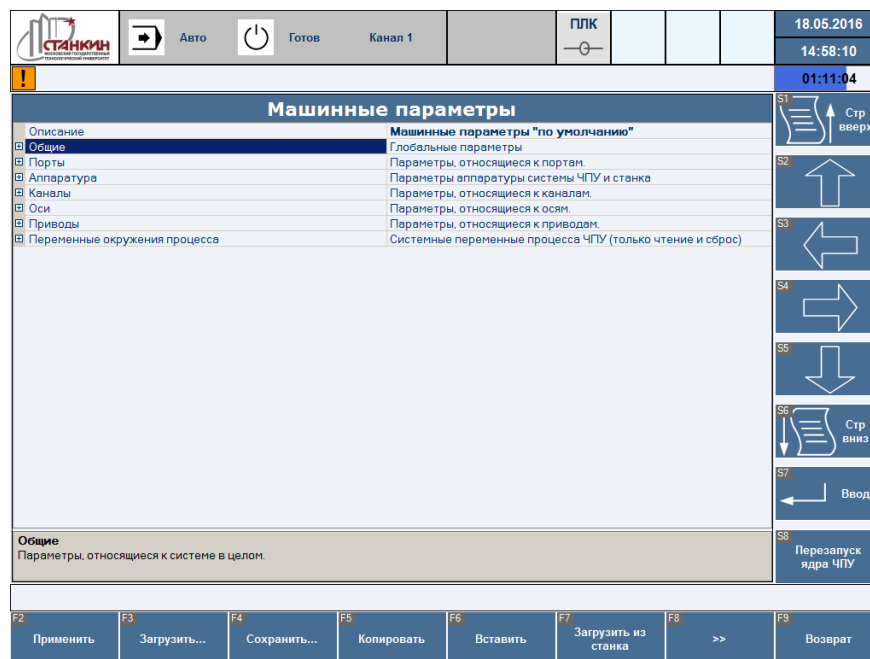 СТАНКИН
МОСКОВСКИЙ ГОСУДАРСТВЕННЫЙ
ТЕХНОЛОГИЧЕСКИЙ УНИВЕРСИТЕТ
Авто
Готов
Канал 1
ПЛК
18.05.2016
14:58:10
!
01:11:04
Машинные параметры
Описание Машинные параметры "по умолчанию"
Общие Глобальные параметры
Порты Параметры, относящиеся к портам.
Аппаратура Параметры аппаратуры системы ЧПУ и станка
Каналы Параметры, относящиеся к каналам.
Оси Параметры, относящиеся к осям.
Приводы Параметры, относящиеся к приводам.
Переменные окружения процесса Системные переменные процесса ЧПУ (только чтение и сброс)
S1
Стр
вверх
S2
S3
S4
S5
S6
Стр
вниз
S7
Ввод
S8
Перезапуск
ядра ЧПУ
Общие
Параметры, относящиеся к системе в целом.
F2
Применить
F3
Загрузить...
F4
Сохранить...
F5
Копировать
F6
Вставить
F7
Загрузить из
станка
F8
>>
F9
Возврат